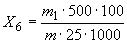 X₆ = m₁ · 500 · 100 / m · 25 · 1000